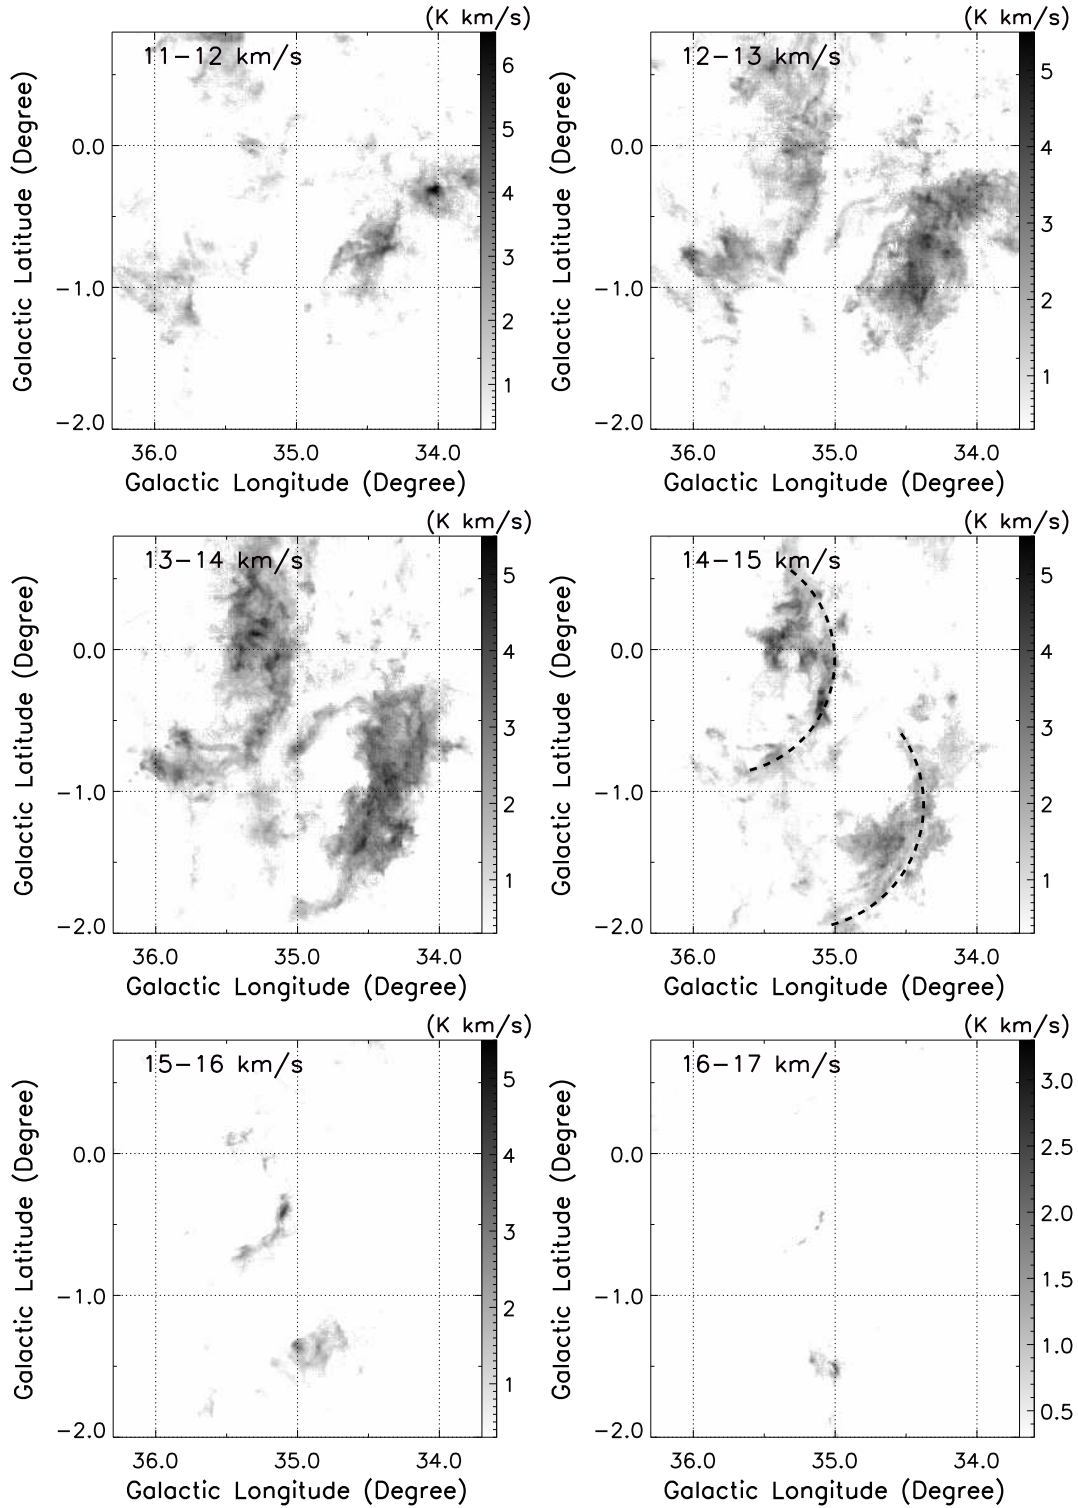 (K km/s) (K km/s)
11−12 km/s 12−13 km/s
Galactic Latitude (Degree) Galactic Latitude (Degree)
0.0 −1.0 −2.0 0.0 −1.0 −2.0
6 5 4 3 2 1 5 4 3 2 1
36.0 35.0 34.0 36.0 35.0 34.0
Galactic Longitude (Degree) Galactic Longitude (Degree)
(K km/s) (K km/s)
13−14 km/s 14−15 km/s
Galactic Latitude (Degree) Galactic Latitude (Degree)
0.0 −1.0 −2.0 0.0 −1.0 −2.0
5 4 3 2 1 5 4 3 2 1
36.0 35.0 34.0 36.0 35.0 34.0
Galactic Longitude (Degree) Galactic Longitude (Degree)
(K km/s) (K km/s)
15−16 km/s 16−17 km/s
Galactic Latitude (Degree) Galactic Latitude (Degree)
0.0 −1.0 −2.0 0.0 −1.0 −2.0
5 4 3 2 1 3.0 2.5 2.0 1.5 1.0 0.5
36.0 35.0 34.0 36.0 35.0 34.0
Galactic Longitude (Degree) Galactic Longitude (Degree)